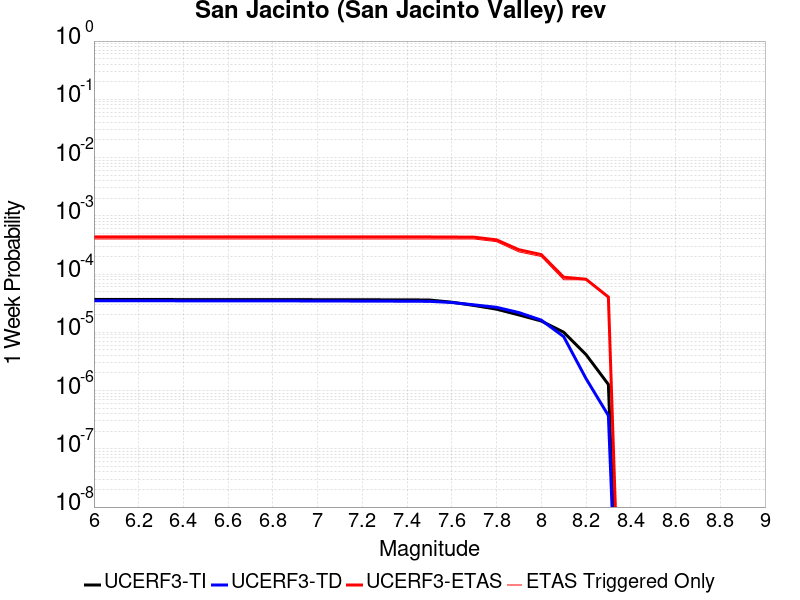 San Jacinto (San Jacinto Valley) rev
10^0
10^-1
10^-2
10^-3
10^-4
10^-5
10^-6
10^-7
10^-8
1 Week Probability
6 6.2 6.4 6.6 6.8 7 7.2 7.4 7.6 7.8 8 8.2 8.4 8.6 8.8 9
Magnitude
UCERF3-TI UCERF3-TD UCERF3-ETAS ETAS Triggered Only